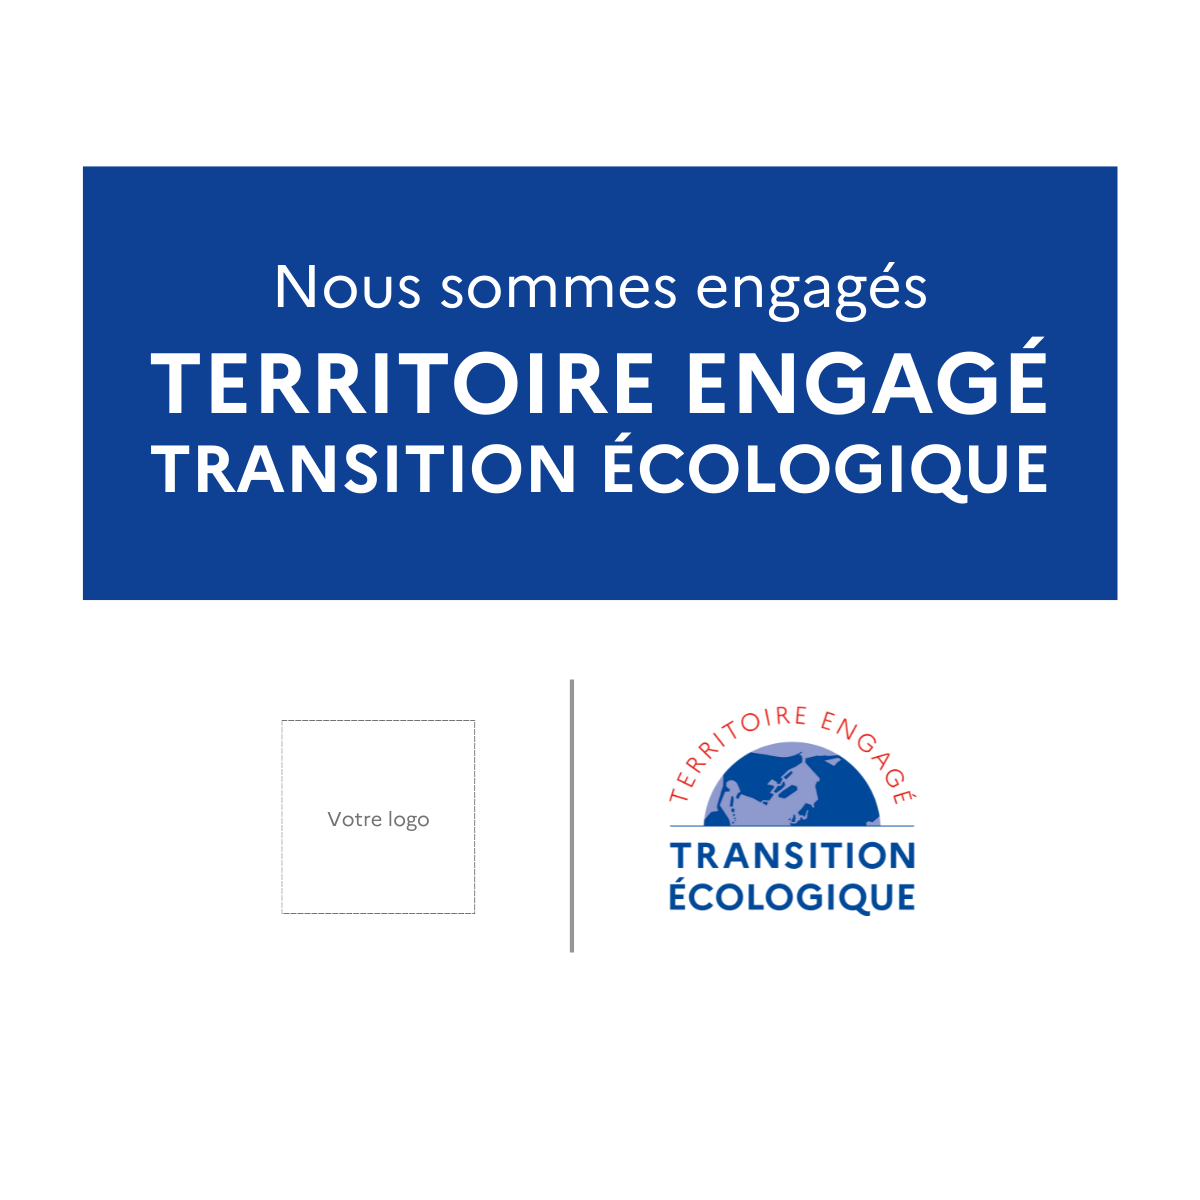 Nous sommes engagés
TERRITOIRE ENGAGÉ
TRANSITION ÉCOLOGIQUE
Votre logo
TERRITOIRE ENGAGÉ
TRANSITION
ÉCOLOGIQUE